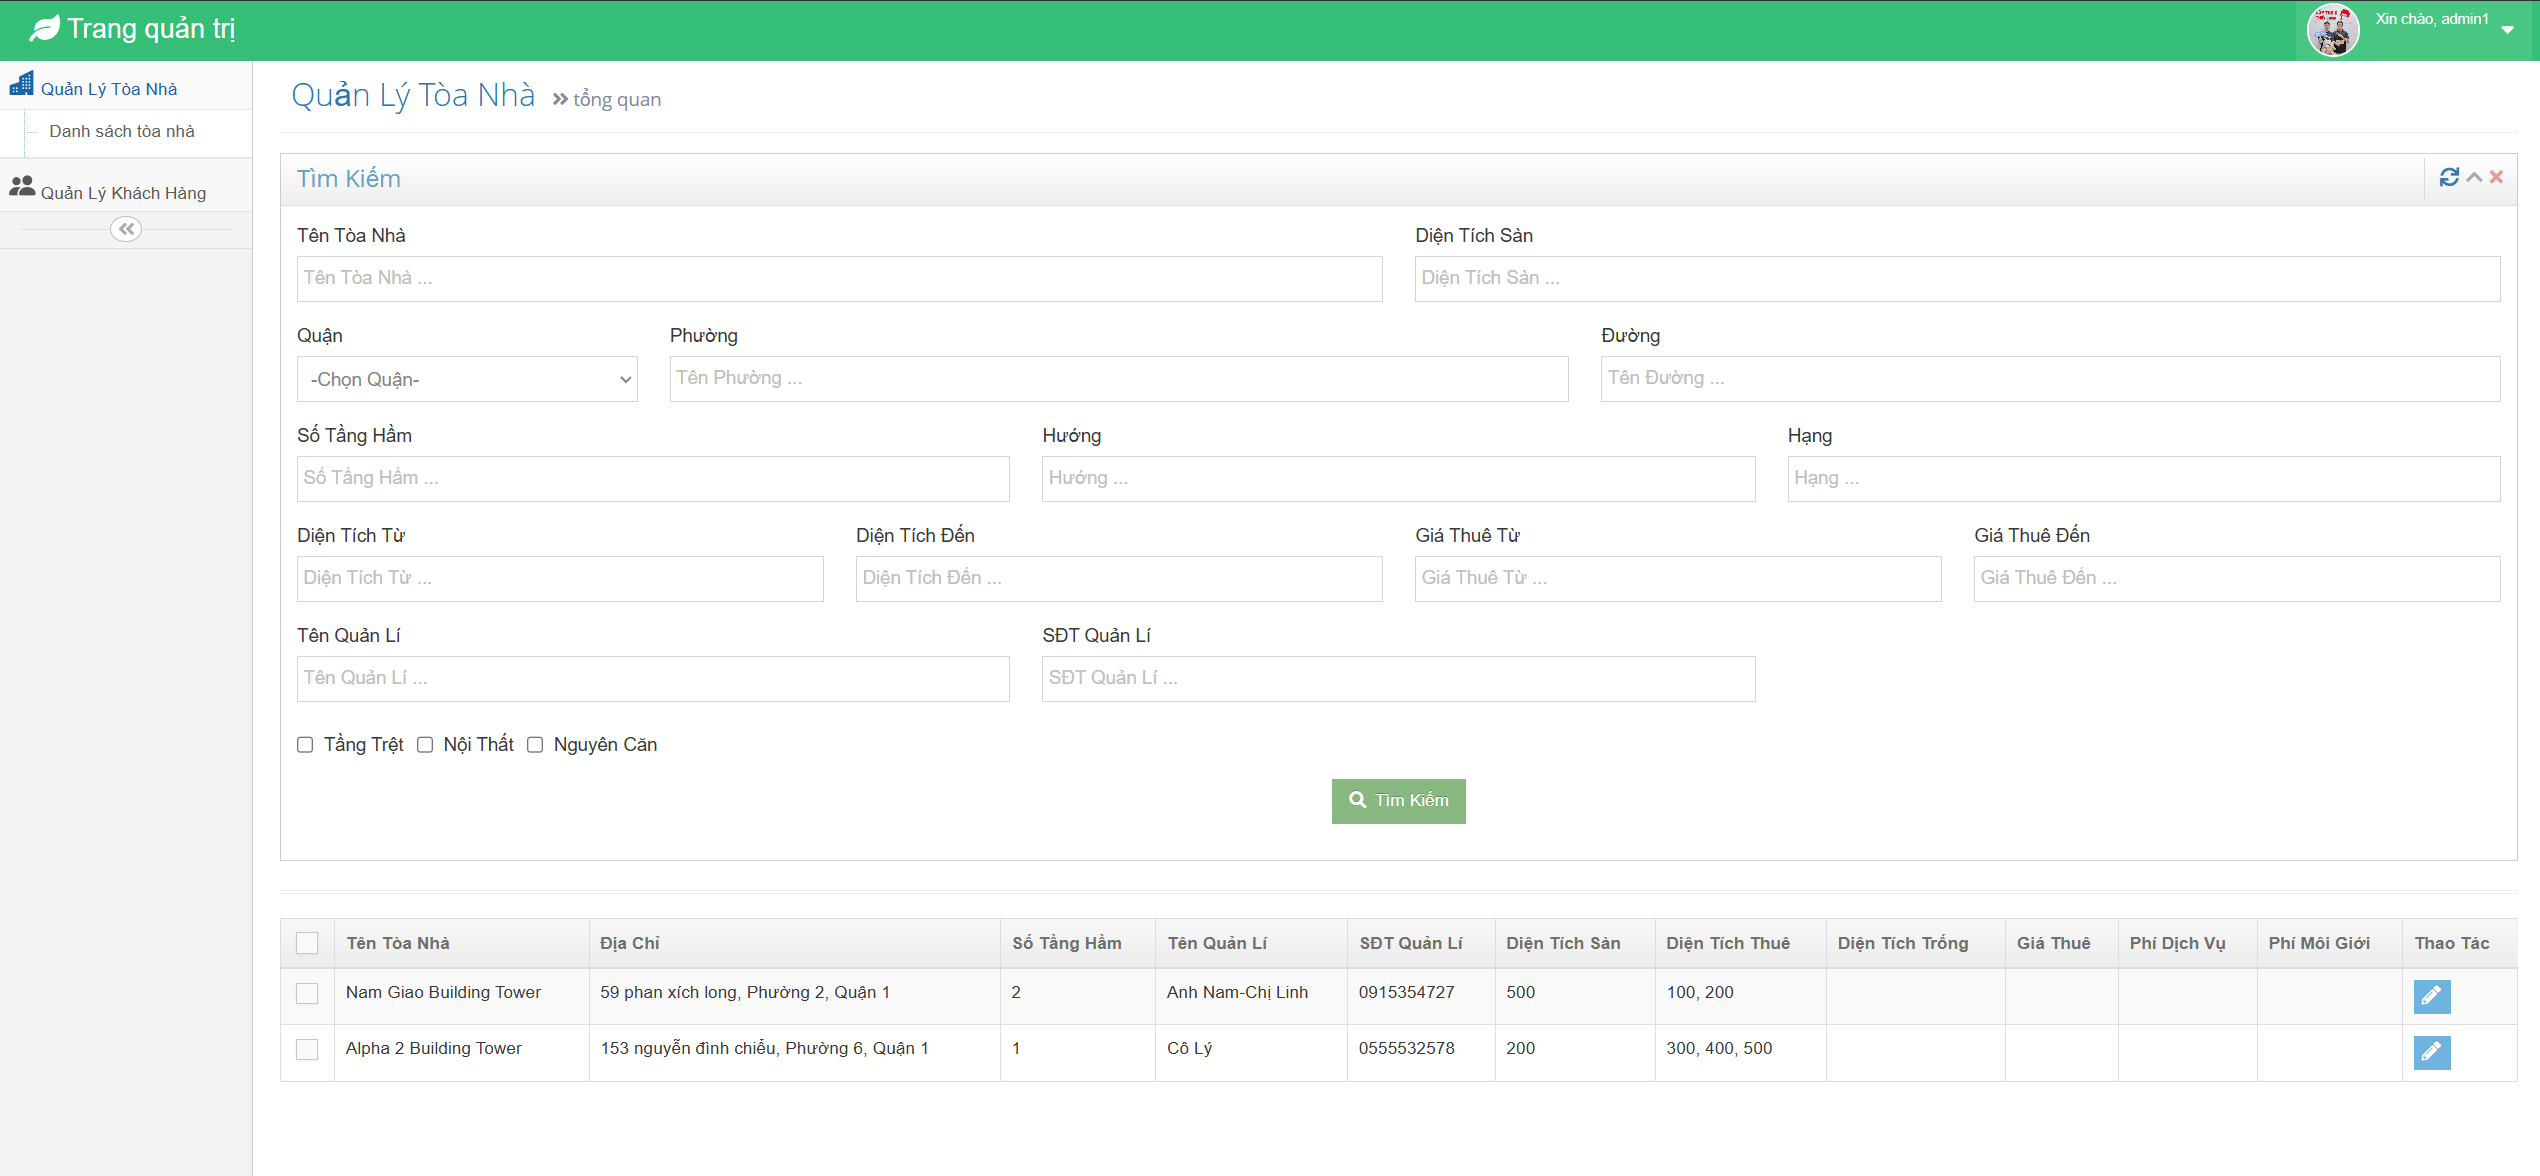 Trang quản trị
Xin chào, admin1
Quản Lý Tòa Nhà
Danh sách tòa nhà
Quản Lý Khách Hàng
Quản Lý Tòa Nhà » tổng quan
Tìm Kiếm
Tên Tòa Nhà Diện Tích Sàn
Tên Tòa Nhà ... Diện Tích Sàn ...
Quận Phường Đường
-Chọn Quận- Tên Phường ... Tên Đường ...
Số Tầng Hầm Hướng Hạng
Số Tầng Hầm ... Hướng ... Hạng ...
Diện Tích Từ Diện Tích Đến Giá Thuê Từ Giá Thuê Đến
Diện Tích Từ ... Diện Tích Đến ... Giá Thuê Từ ... Giá Thuê Đến ...
Tên Quản Lí SĐT Quản Lí
Tên Quản Lí ... SĐT Quản Lí ...
Tầng Trệt Nội Thất Nguyên Căn
Tìm Kiếm
Tên Tòa Nhà Địa Chỉ Số Tầng Hầm Tên Quản Lí SĐT Quản Lí Diện Tích Sàn Diện Tích Thuê Diện Tích Trống Giá Thuê Phí Dịch Vụ Phí Môi Giới Thao Tác
Nam Giao Building Tower 59 phan xích long, Phường 2, Quận 1 2 Anh Nam-Chị Linh 0915354727 500 100, 200
Alpha 2 Building Tower 153 nguyễn đình chiểu, Phường 6, Quận 1 1 Cô Lý 0555532578 200 300, 400, 500